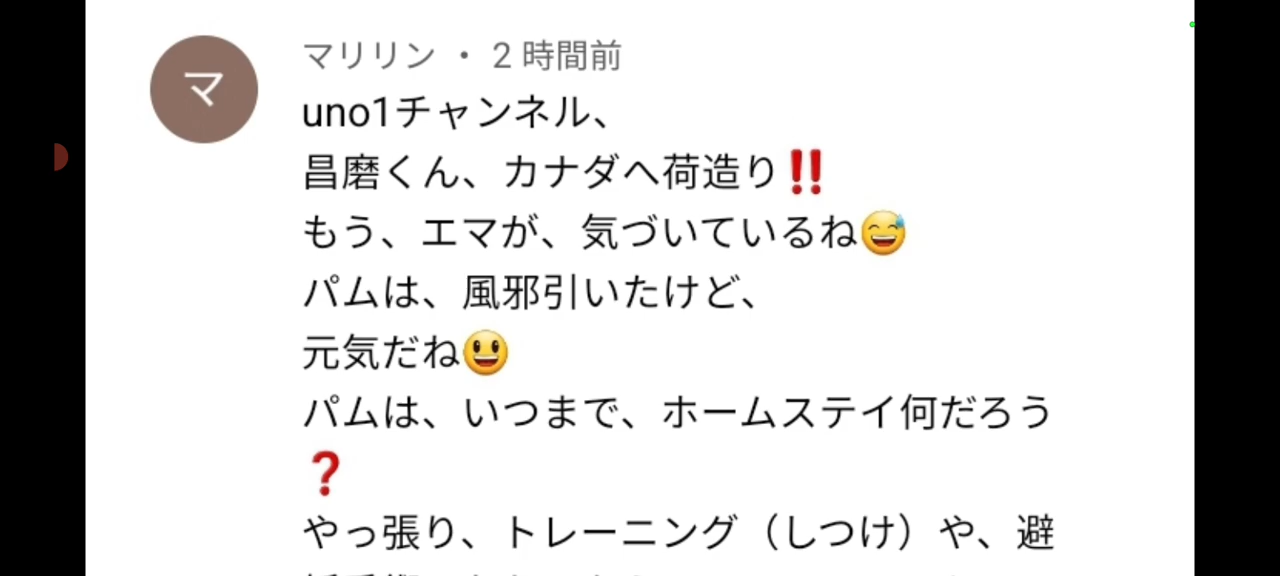 マ
マリリン ・ 2 時間前
uno1チャンネル、
昌磨くん、カナダへ荷造り‼️
もう、エマが、気づいているね😅
パムは、風邪引いたけど、
元気だね😃
パムは、いつまで、ホームステイ何だろう
❓
やっ張り、トレーニング（しつけ）や、避